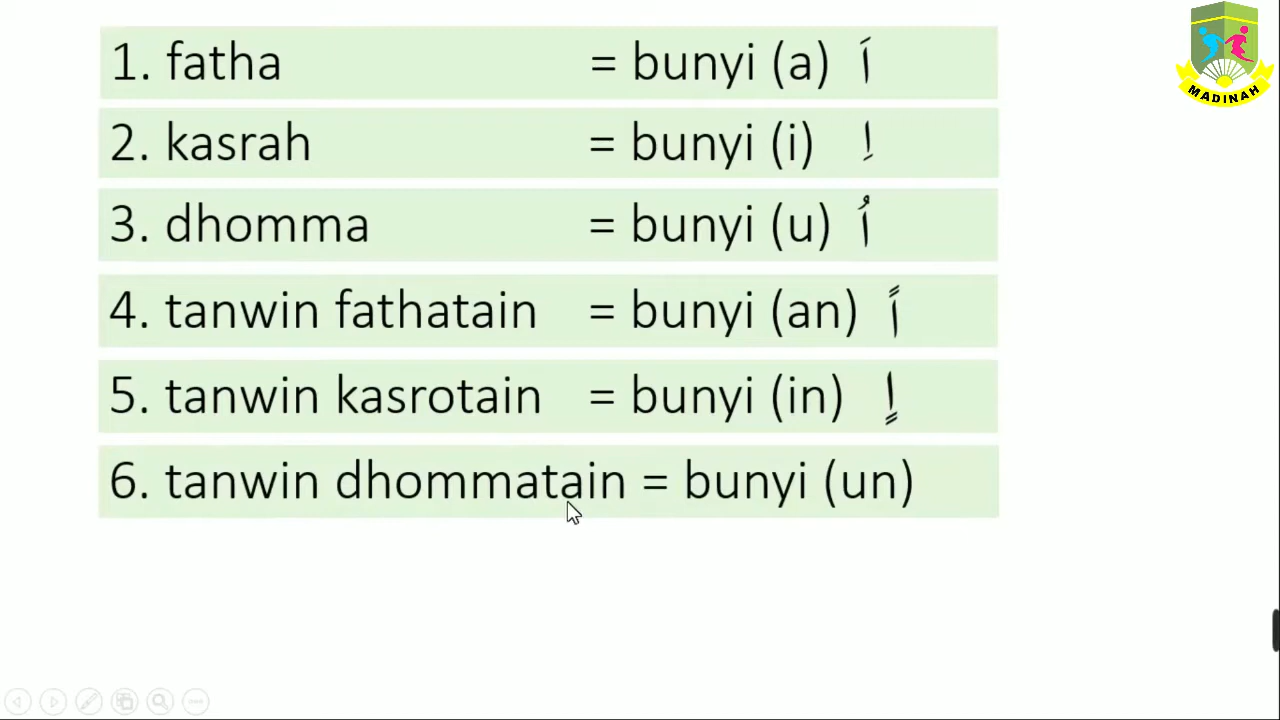 1. fatha = bunyi (a) اَ
2. kasrah = bunyi (i) اِ
3. dhomma = bunyi (u) اُ
4. tanwin fathatain = bunyi (an) اً
5. tanwin kasrotain = bunyi (in) اٍ
6. tanwin dhommatain = bunyi (un)
MADINAH